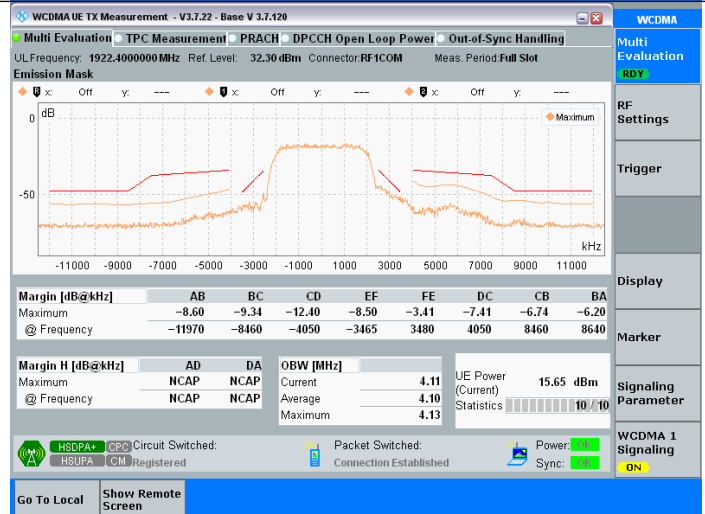 WCDMA UE TX Measurement - V3.7.22 - Base V 3.7.120
WCDMA
Multi Evaluation TPC Measurement PRACH DPCCH Open Loop Power Out-of-Sync Handling
UL Frequency: 1922.4000000 MHz Ref. Level: 32.30 dBm Connector:RF1COM Meas. Period:Full Slot
Emission Mask
x: Off y: --- x: Off y: --- x: Off y: ---
dB
Maximum
0
-50
kHz
-11000 -9000 -7000 -5000 -3000 -1000 1000 3000 5000 7000 9000 11000
Margin [dB@kHz] AB BC CD EF FE DC CB BA
Maximum -8.60 -9.34 -12.40 -8.50 -3.41 -7.41 -6.74 -6.20
@ Frequency -11970 -8460 -4050 -3465 3480 4050 8460 8640
Margin H [dB@kHz] AD DA
Maximum NCAP NCAP
@ Frequency NCAP NCAP
OBW [MHz]
Current 4.11
Average 4.10
Maximum 4.13
UE Power
(Current) 15.65 dBm
Statistics 10 / 10
HSDPA+ CPC Circuit Switched:
HSUPA CM Registered
Packet Switched:
Connection Established
Power: OK
Sync: OK
Multi
Evaluation
RDY
RF
Settings
Trigger
Display
Marker
Signaling
Parameter
WCDMA 1
Signaling
ON
Go To Local
Show Remote
Screen